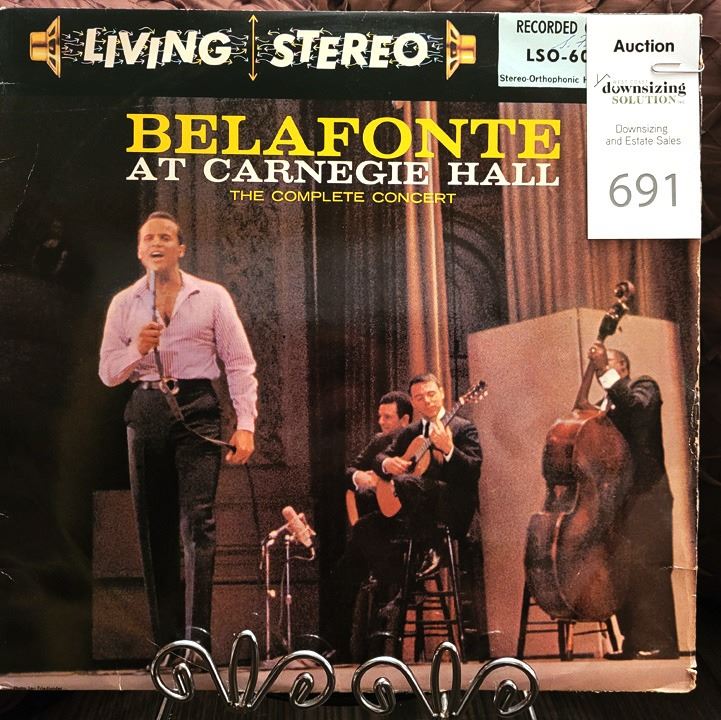 LIVING STEREO
RECORDED
LSO-60
Stereo-Orthophonic H
Auction
downsizing
SOLUTION
Downsizing
and Estate Sales
691
BELAFONTE
AT CARNEGIE HALL
THE COMPLETE CONCERT